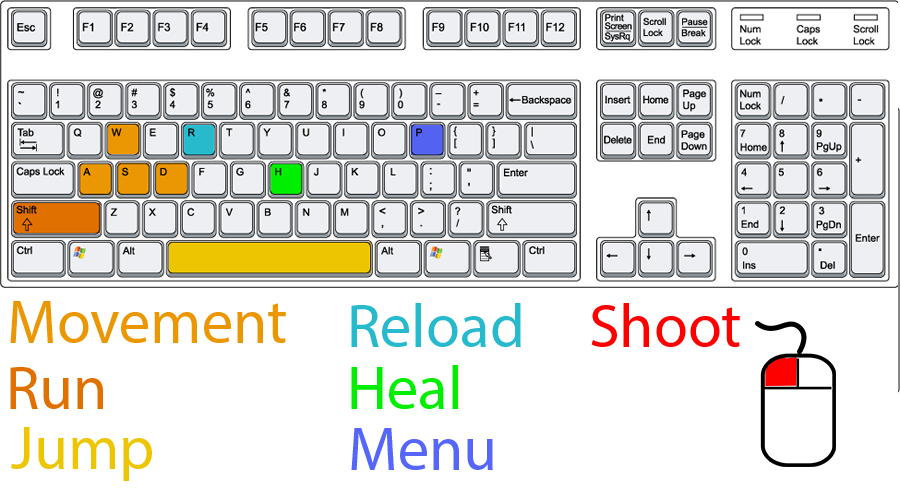 Esc F1 F2 F3 F4 F5 F6 F7 F8 F9 F10 F11 F12 Print Screen SysRq Scroll Lock Pause Break Num Lock Caps Lock Scroll Lock
~ ` ! 1 @ 2 # 3 $ 4 % 5 ^ 6 & 7 * 8 ( 9 ) 0 – - + = ←Backspace Insert Home Page Up Num Lock / * -
Tab Q W E R T Y U I O P { [ } ] | \ Delete End Page Down 7 Home 8 ↑ 9 PgUp +
Caps Lock A S D F G H J K L : ; " ' Enter 4 ← 5 6 →
Shift Z X C V B N M < , > . ? / Shift ↑ 1 End 2 ↓ 3 PgDn Enter
Ctrl Alt Alt Ctrl ← ↓ → 0 Ins . Del
Movement Reload Shoot
Run Heal
Jump Menu